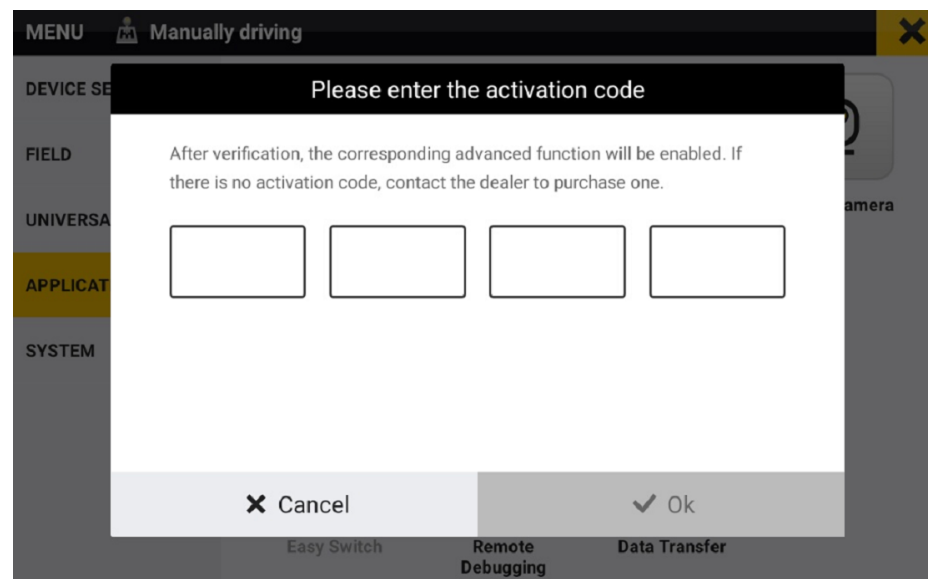 MENU Manually driving
Please enter the activation code
DEVICE SE
After verification, the corresponding advanced function will be enabled. If
there is no activation code, contact the dealer to purchase one.
FIELD
UNIVERSA
amera
APPLICAT
SYSTEM
Cancel
Ok
Easy Switch
Remote
Debugging
Data Transfer